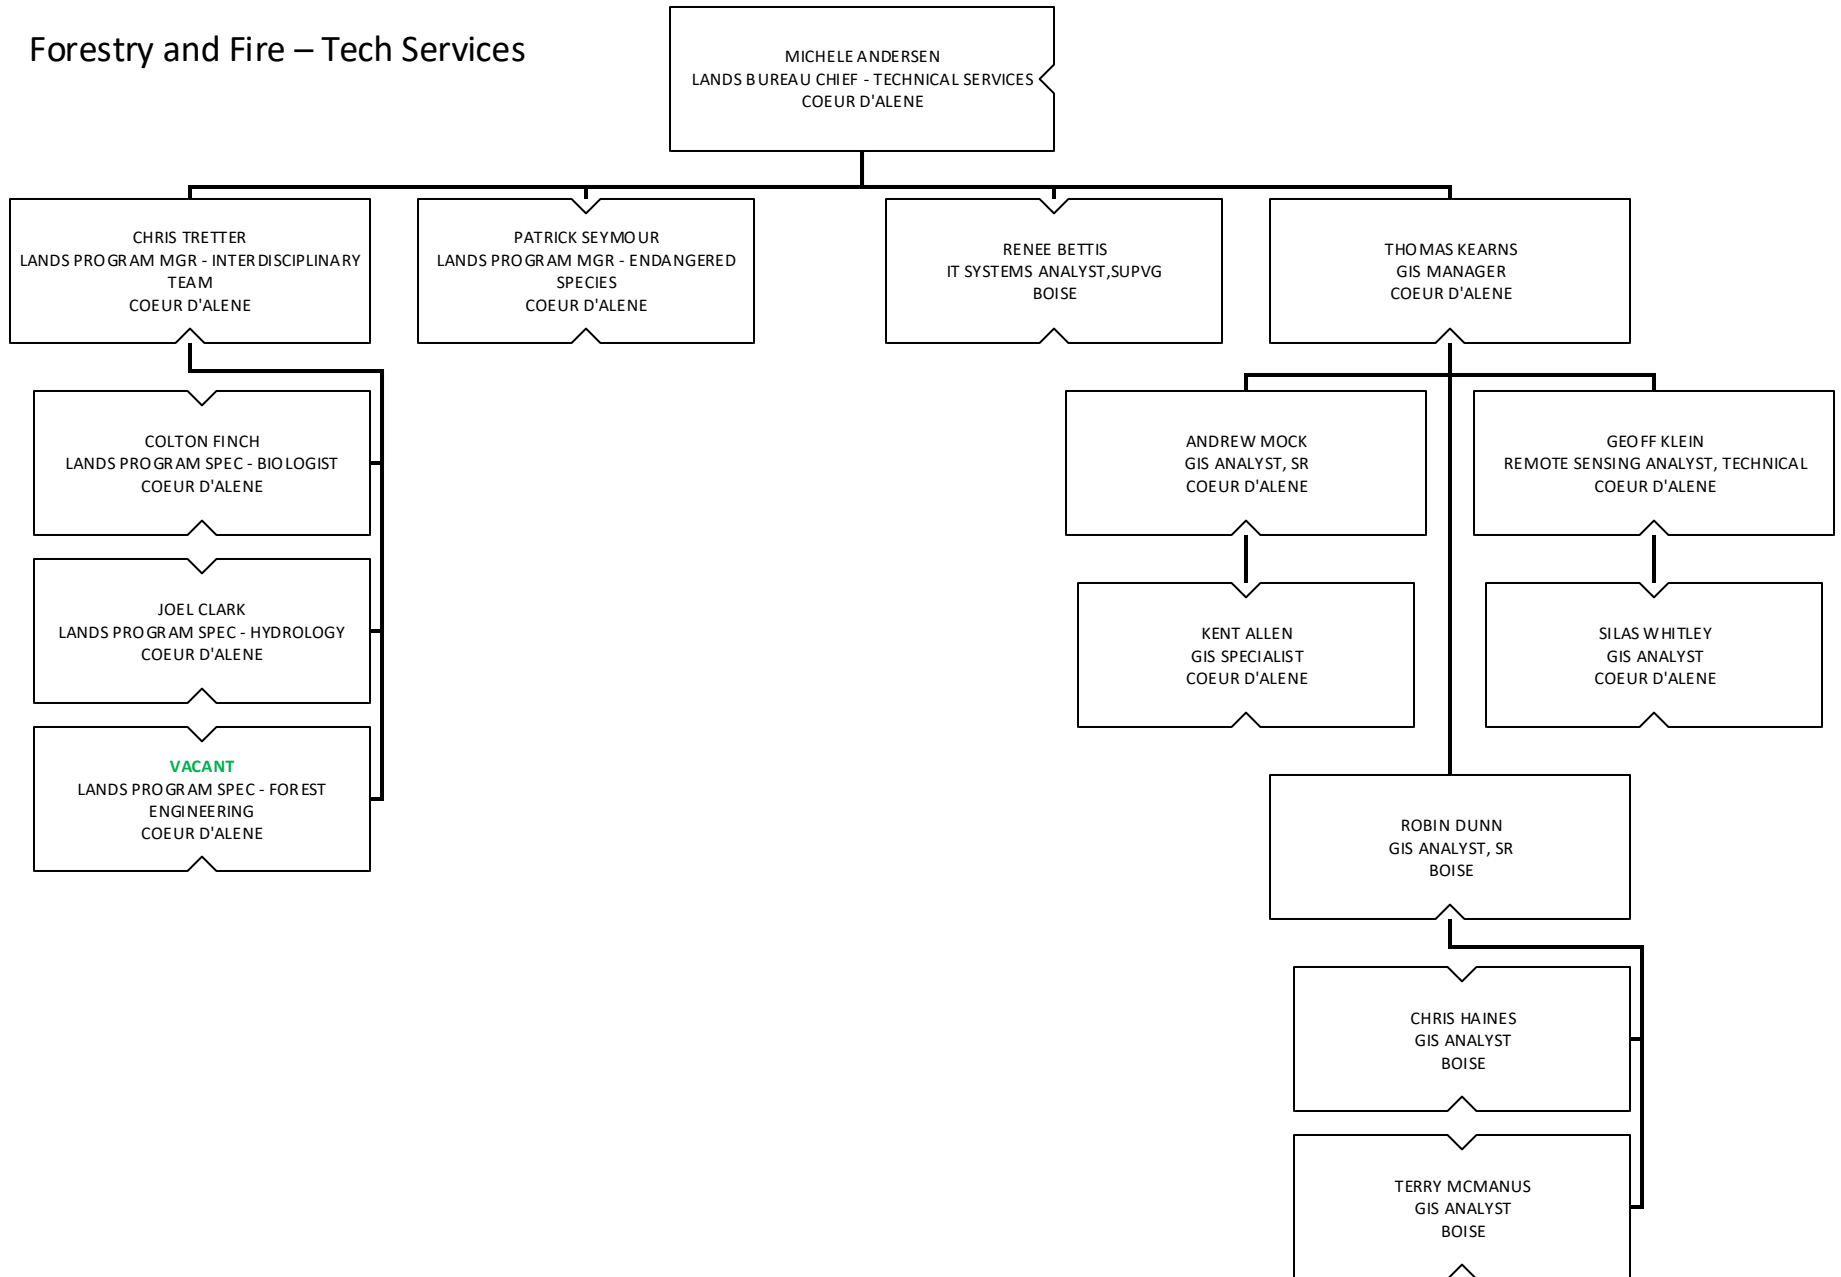 Forestry and Fire – Tech Services
MICHELE ANDERSEN
LANDS BUREAU CHIEF - TECHNICAL SERVICES
COEUR D'ALENE
CHRIS TRETTER
LANDS PROGRAM MGR - INTERDISCIPLINARY
TEAM
COEUR D'ALENE
PATRICK SEYMOUR
LANDS PROGRAM MGR - ENDANGERED
SPECIES
COEUR D'ALENE
RENEE BETTIS
IT SYSTEMS ANALYST,SUPVG
BOISE
THOMAS KEARNS
GIS MANAGER
COEUR D'ALENE
COLTON FINCH
LANDS PROGRAM SPEC - BIOLOGIST
COEUR D'ALENE
JOEL CLARK
LANDS PROGRAM SPEC - HYDROLOGY
COEUR D'ALENE
VACANT
LANDS PROGRAM SPEC - FOREST
ENGINEERING
COEUR D'ALENE
ANDREW MOCK
GIS ANALYST, SR
COEUR D'ALENE
GEOFF KLEIN
REMOTE SENSING ANALYST, TECHNICAL
COEUR D'ALENE
KENT ALLEN
GIS SPECIALIST
COEUR D'ALENE
SILAS WHITLEY
GIS ANALYST
COEUR D'ALENE
ROBIN DUNN
GIS ANALYST, SR
BOISE
CHRIS HAINES
GIS ANALYST
BOISE
TERRY MCMANUS
GIS ANALYST
BOISE